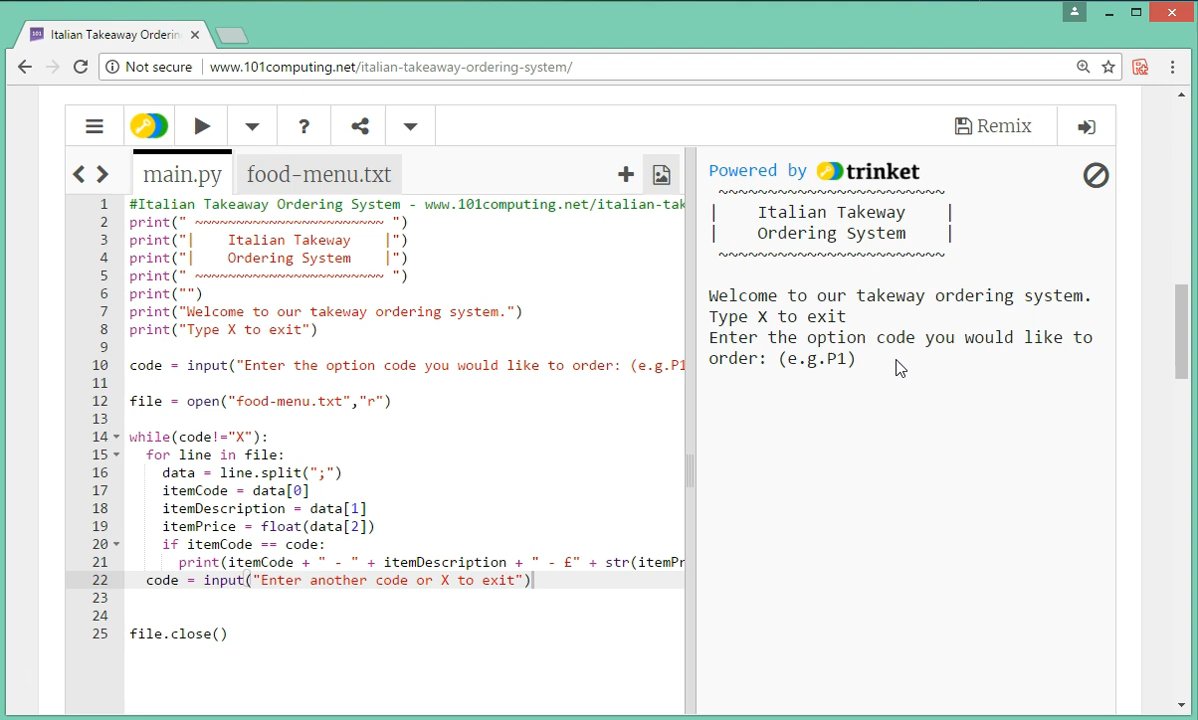 Italian Takeaway Orderin
Not secure | www.101computing.net/italian-takeaway-ordering-system/
?
Remix
main.py
food-menu.txt
+
1 #Italian Takeaway Ordering System - www.101computing.net/italian-tak
2 print(" ~~~~~~~~~~~~~~~~~~~~~~~ ")
3 print("|    Italian Takeway    |")
4 print("|    Ordering System    |")
5 print(" ~~~~~~~~~~~~~~~~~~~~~~~ ")
6 print("")
7 print("Welcome to our takeway ordering system.")
8 print("Type X to exit")
9
10 code = input("Enter the option code you would like to order: (e.g.P1
11
12 file = open("food-menu.txt","r")
13
14 while(code!="X"):
15   for line in file:
16     data = line.split(";")
17     itemCode = data[0]
18     itemDescription = data[1]
19     itemPrice = float(data[2])
20     if itemCode == code:
21       print(itemCode + " - " + itemDescription + " - £" + str(itemPr
22   code = input("Enter another code or X to exit")
23
24
25 file.close()
Powered by trinket
 ~~~~~~~~~~~~~~~~~~~~~~~
|    Italian Takeway    |
|    Ordering System    |
 ~~~~~~~~~~~~~~~~~~~~~~~
Welcome to our takeway ordering system.
Type X to exit
Enter the option code you would like to
order: (e.g.P1)